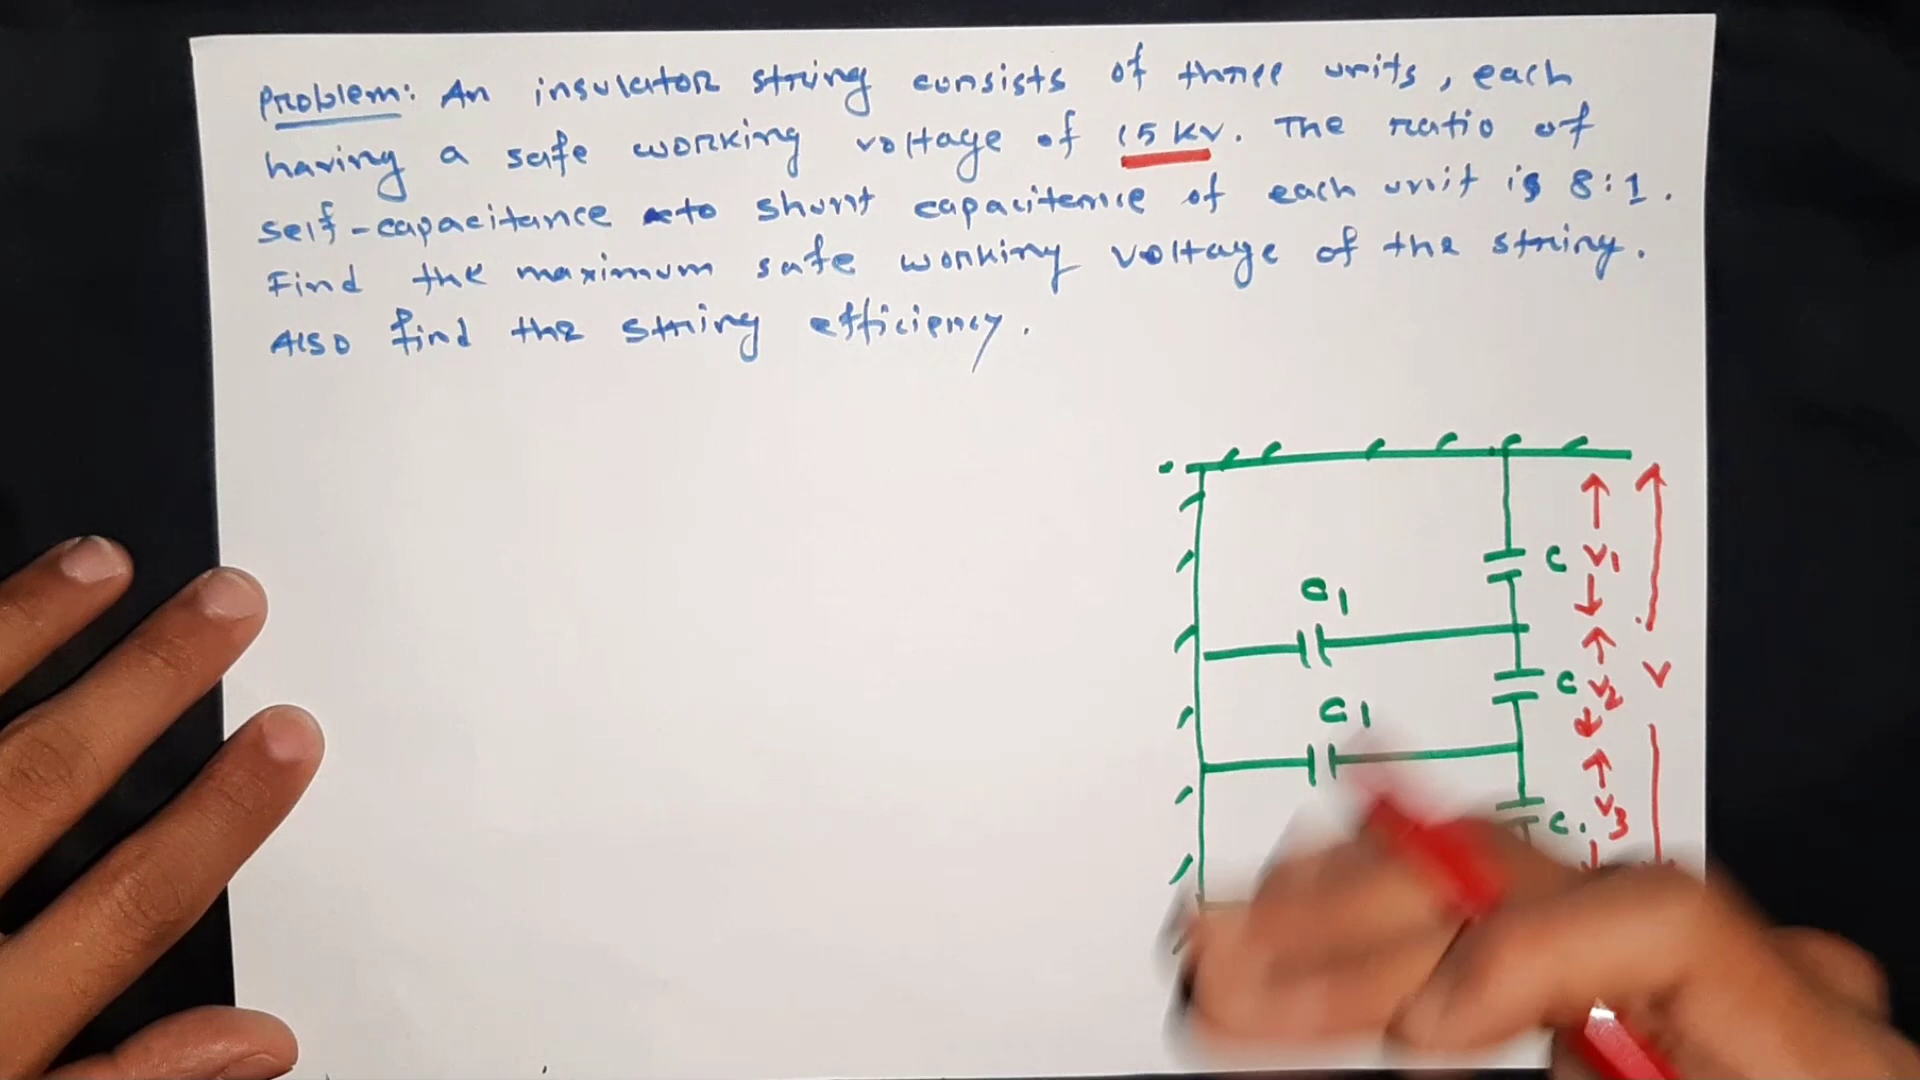 Problem: An insulator string consists of three units, each
having a safe working voltage of 15 kv. The ratio of
self-capacitance to shunt capacitence of each unit is 8:1.
Find the maximum safe working voltage of the string.
Also find the string efficiency.
C V1
C1
C V2 V
C1
C. V3